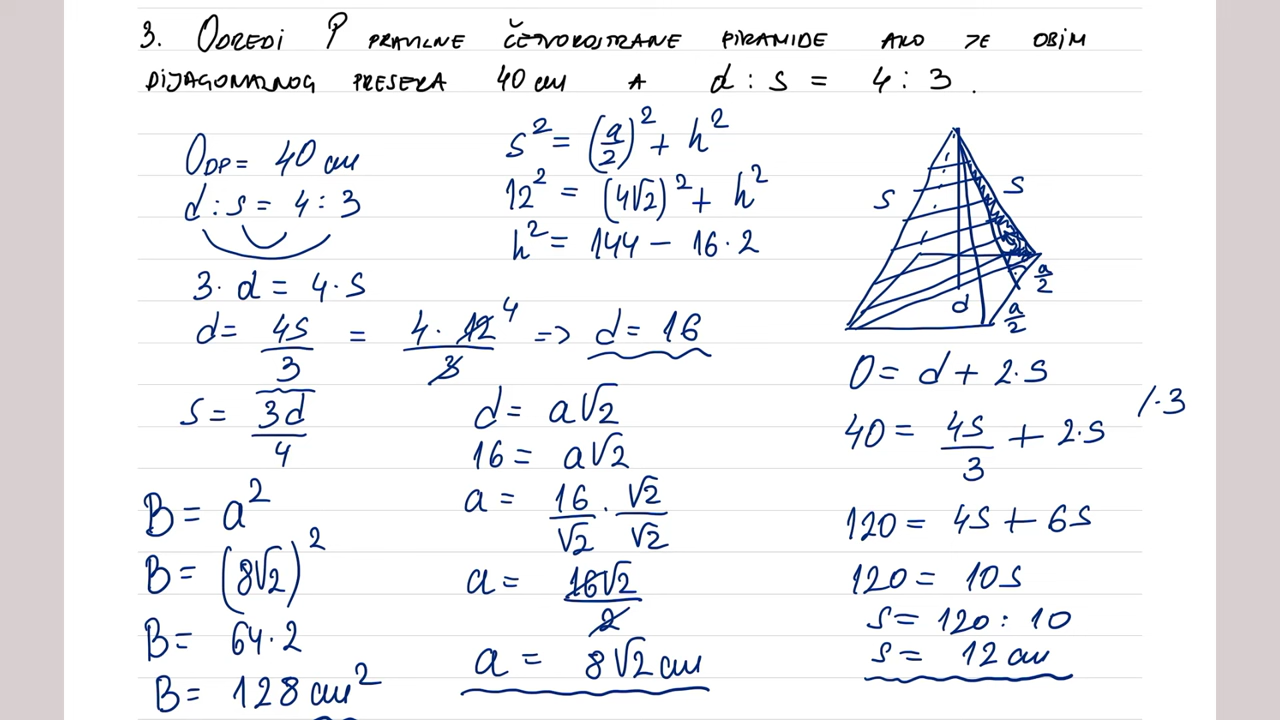 3. ODREDI P PRAVILNE ČETVOROSTRANE PIRAMIDE AKO JE OBIM
DIJAGONALNOG PRESEKA 40 cm A d : s = 4 : 3.
O_DP = 40 cm
d : s = 4 : 3
3 · d = 4 · s
d = 4s/3 = 4 · 12/3 4 => d = 16
s = 3d/4
B = a²
B = (8√2)²
B = 64 · 2
B = 128 cm²
s² = (a/2)² + h²
12² = (4√2)² + h²
h² = 144 - 16 · 2
d = a√2
16 = a√2
a = 16/√2 · √2/√2
a = 16√2/2
a = 8√2 cm
s
s
d
a/2
a/2
O = d + 2 · s
40 = 4s/3 + 2 · s /· 3
120 = 4s + 6s
120 = 10s
s = 120 : 10
s = 12 cm